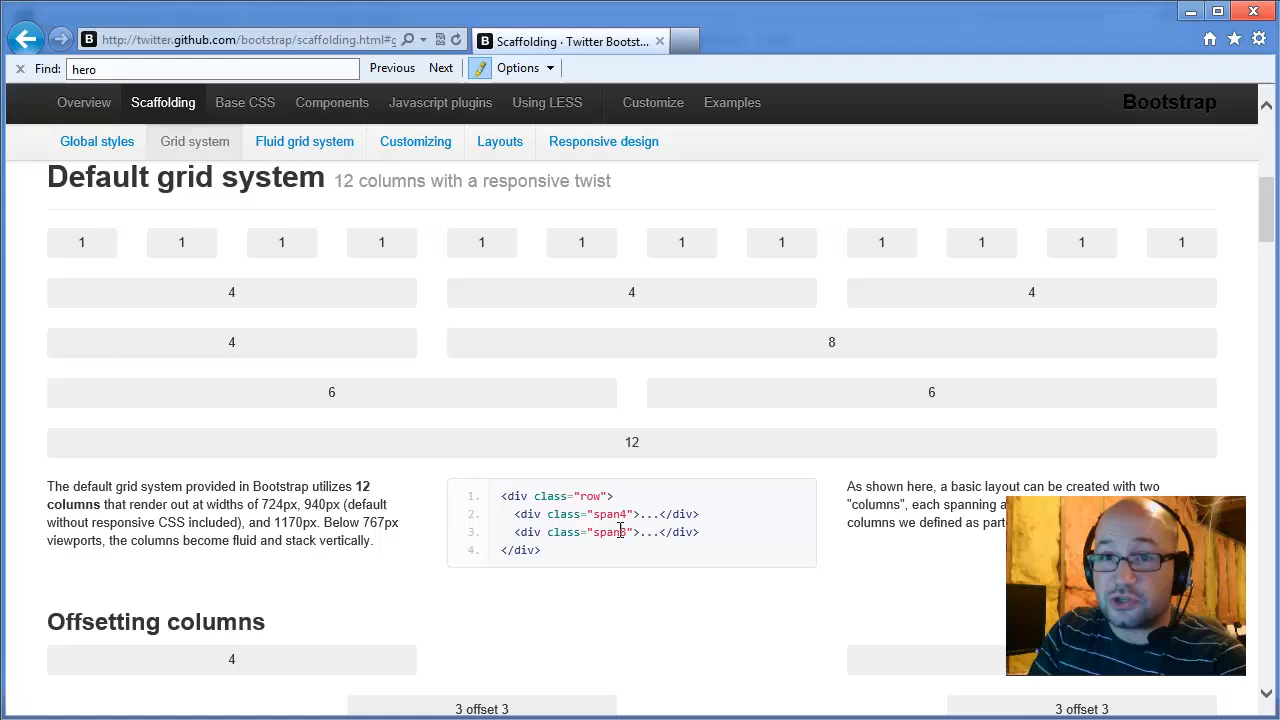 http://twitter.github.com/bootstrap/scaffolding.html#g
B Scaffolding · Twitter Bootst...
Find: hero Previous Next Options
Overview Scaffolding Base CSS Components Javascript plugins Using LESS Customize Examples Bootstrap
Global styles Grid system Fluid grid system Customizing Layouts Responsive design
Default grid system 12 columns with a responsive twist
1 1 1 1 1 1 1 1 1 1 1 1
4 4 4
4 8
6 6
12
The default grid system provided in Bootstrap utilizes 12
columns that render out at widths of 724px, 940px (default
without responsive CSS included), and 1170px. Below 767px
viewports, the columns become fluid and stack vertically.
1. <div class="row">
2. <div class="span4">...</div>
3. <div class="span8">...</div>
4. </div>
As shown here, a basic layout can be created with two
"columns", each spanning a
columns we defined as part
Offsetting columns
4
3 offset 3 3 offset 3